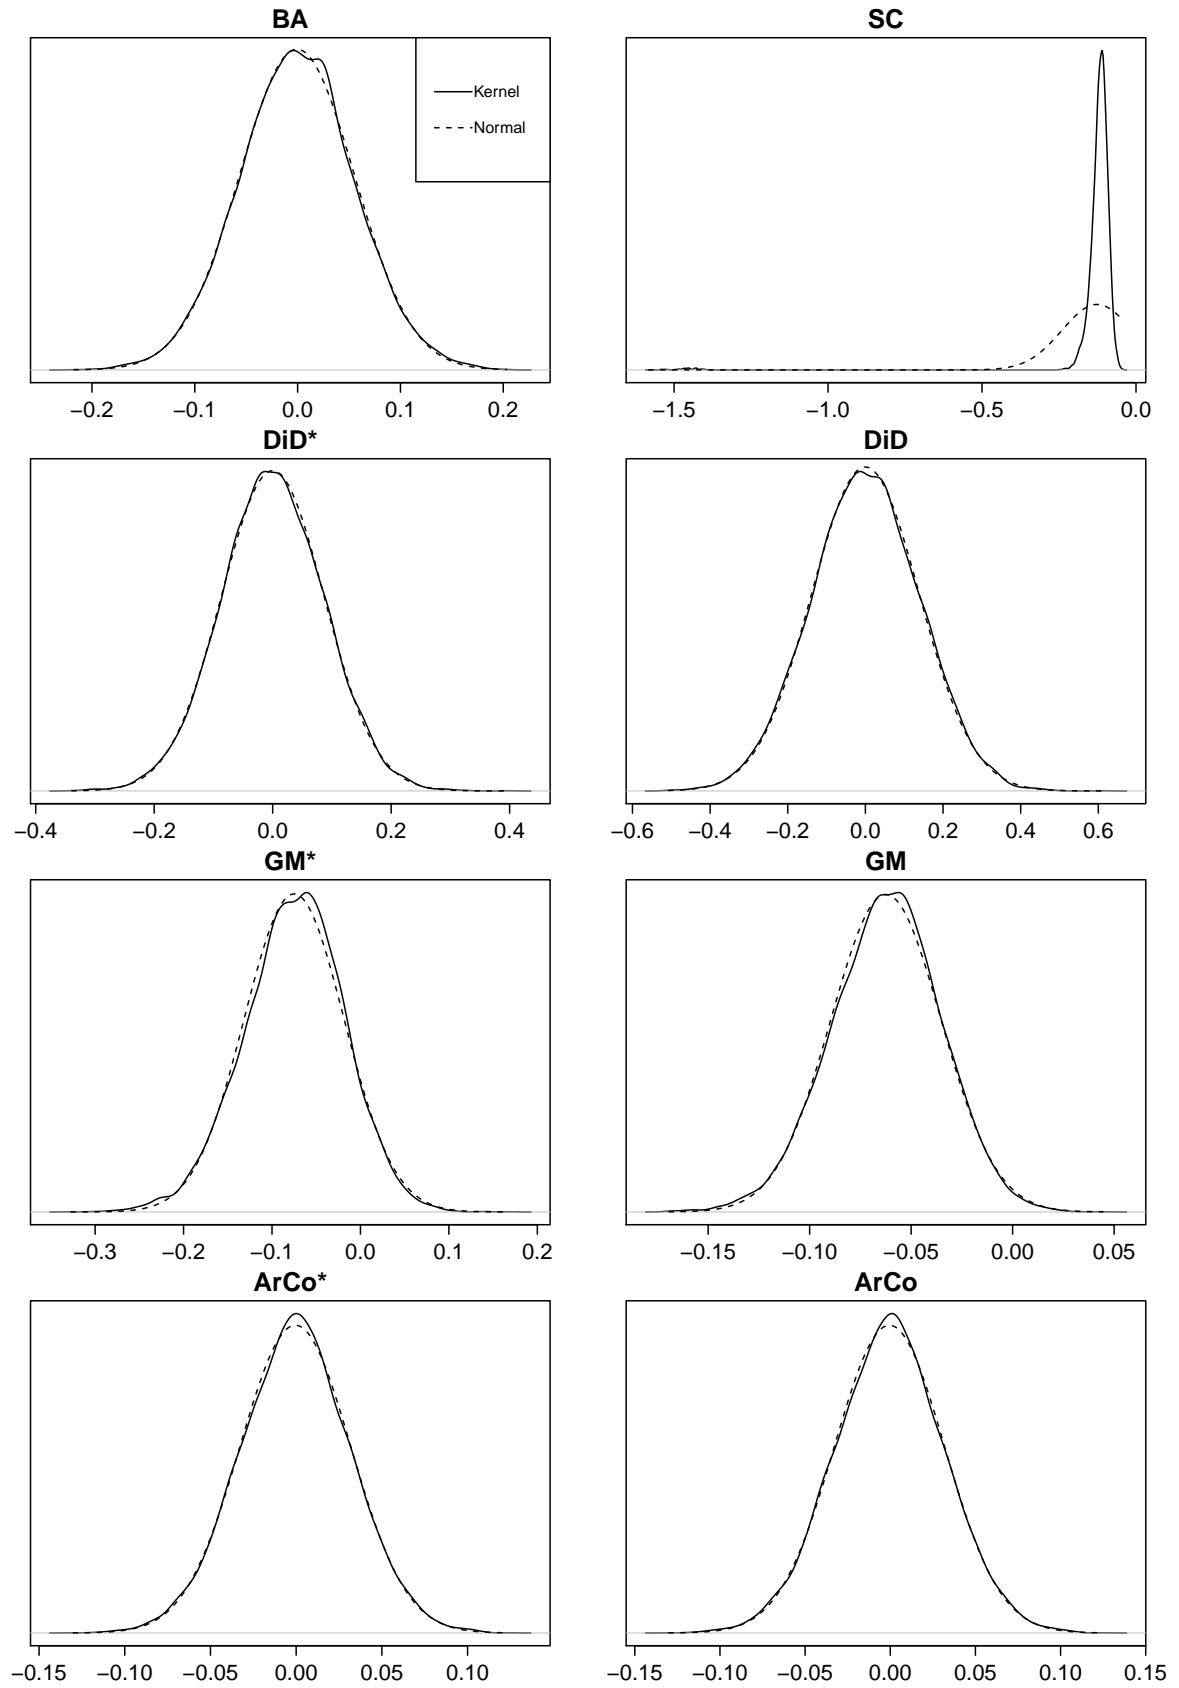 BA
Kernel
Normal
−0.2 −0.1 0.0 0.1 0.2
SC
−1.5 −1.0 −0.5 0.0
DiD*
−0.4 −0.2 0.0 0.2 0.4
DiD
−0.6 −0.4 −0.2 0.0 0.2 0.4 0.6
GM*
−0.3 −0.2 −0.1 0.0 0.1 0.2
GM
−0.15 −0.10 −0.05 0.00 0.05
ArCo*
−0.15 −0.10 −0.05 0.00 0.05 0.10
ArCo
−0.15 −0.10 −0.05 0.00 0.05 0.10 0.15